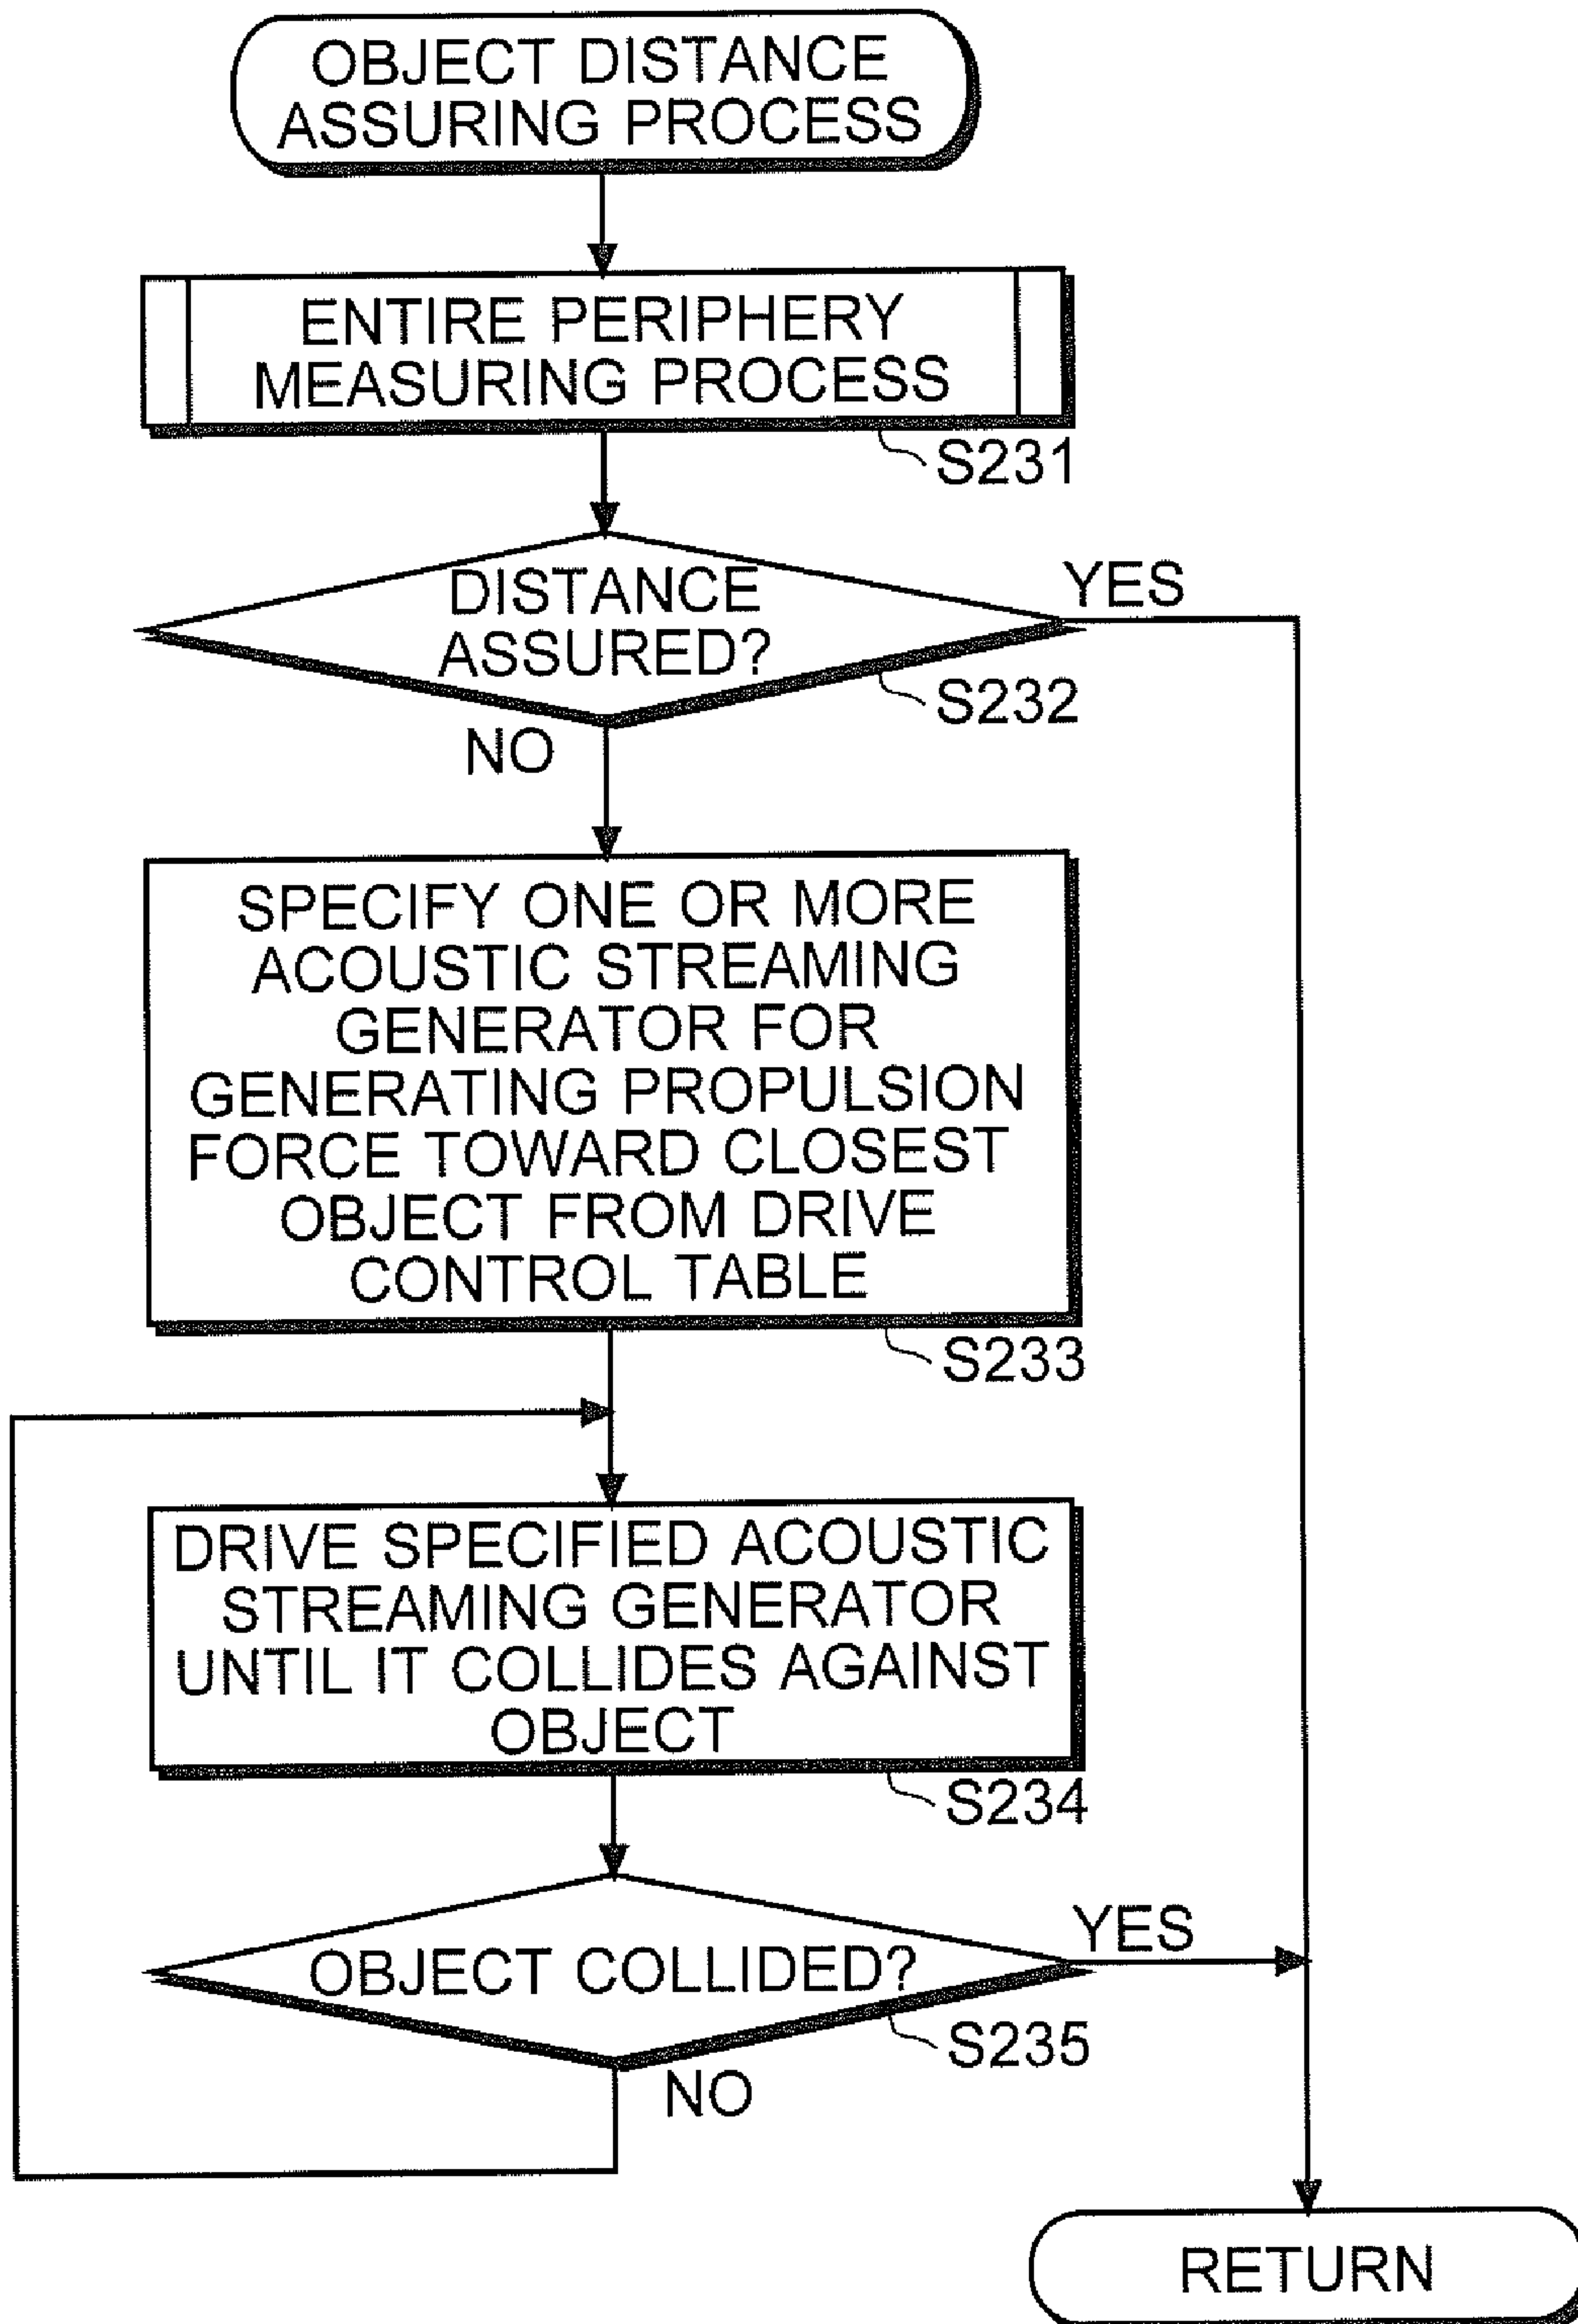 OBJECT DISTANCE
ASSURING PROCESS
ENTIRE PERIPHERY
MEASURING PROCESS
S231
DISTANCE
ASSURED?
YES
S232
NO
SPECIFY ONE OR MORE
ACOUSTIC STREAMING
GENERATOR FOR
GENERATING PROPULSION
FORCE TOWARD CLOSEST
OBJECT FROM DRIVE
CONTROL TABLE
S233
DRIVE SPECIFIED ACOUSTIC
STREAMING GENERATOR
UNTIL IT COLLIDES AGAINST
OBJECT
S234
OBJECT COLLIDED?
YES
S235
NO
RETURN